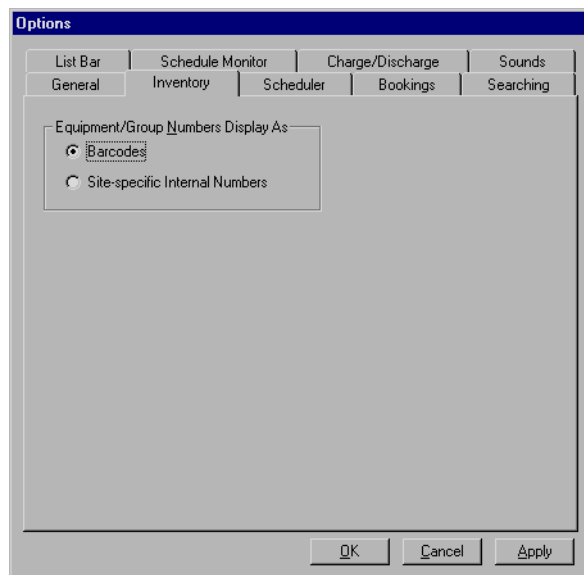 Options
List Bar Schedule Monitor Charge/Discharge Sounds
General Inventory Scheduler Bookings Searching
Equipment/Group Numbers Display As
Barcodes
Site-specific Internal Numbers
OK Cancel Apply